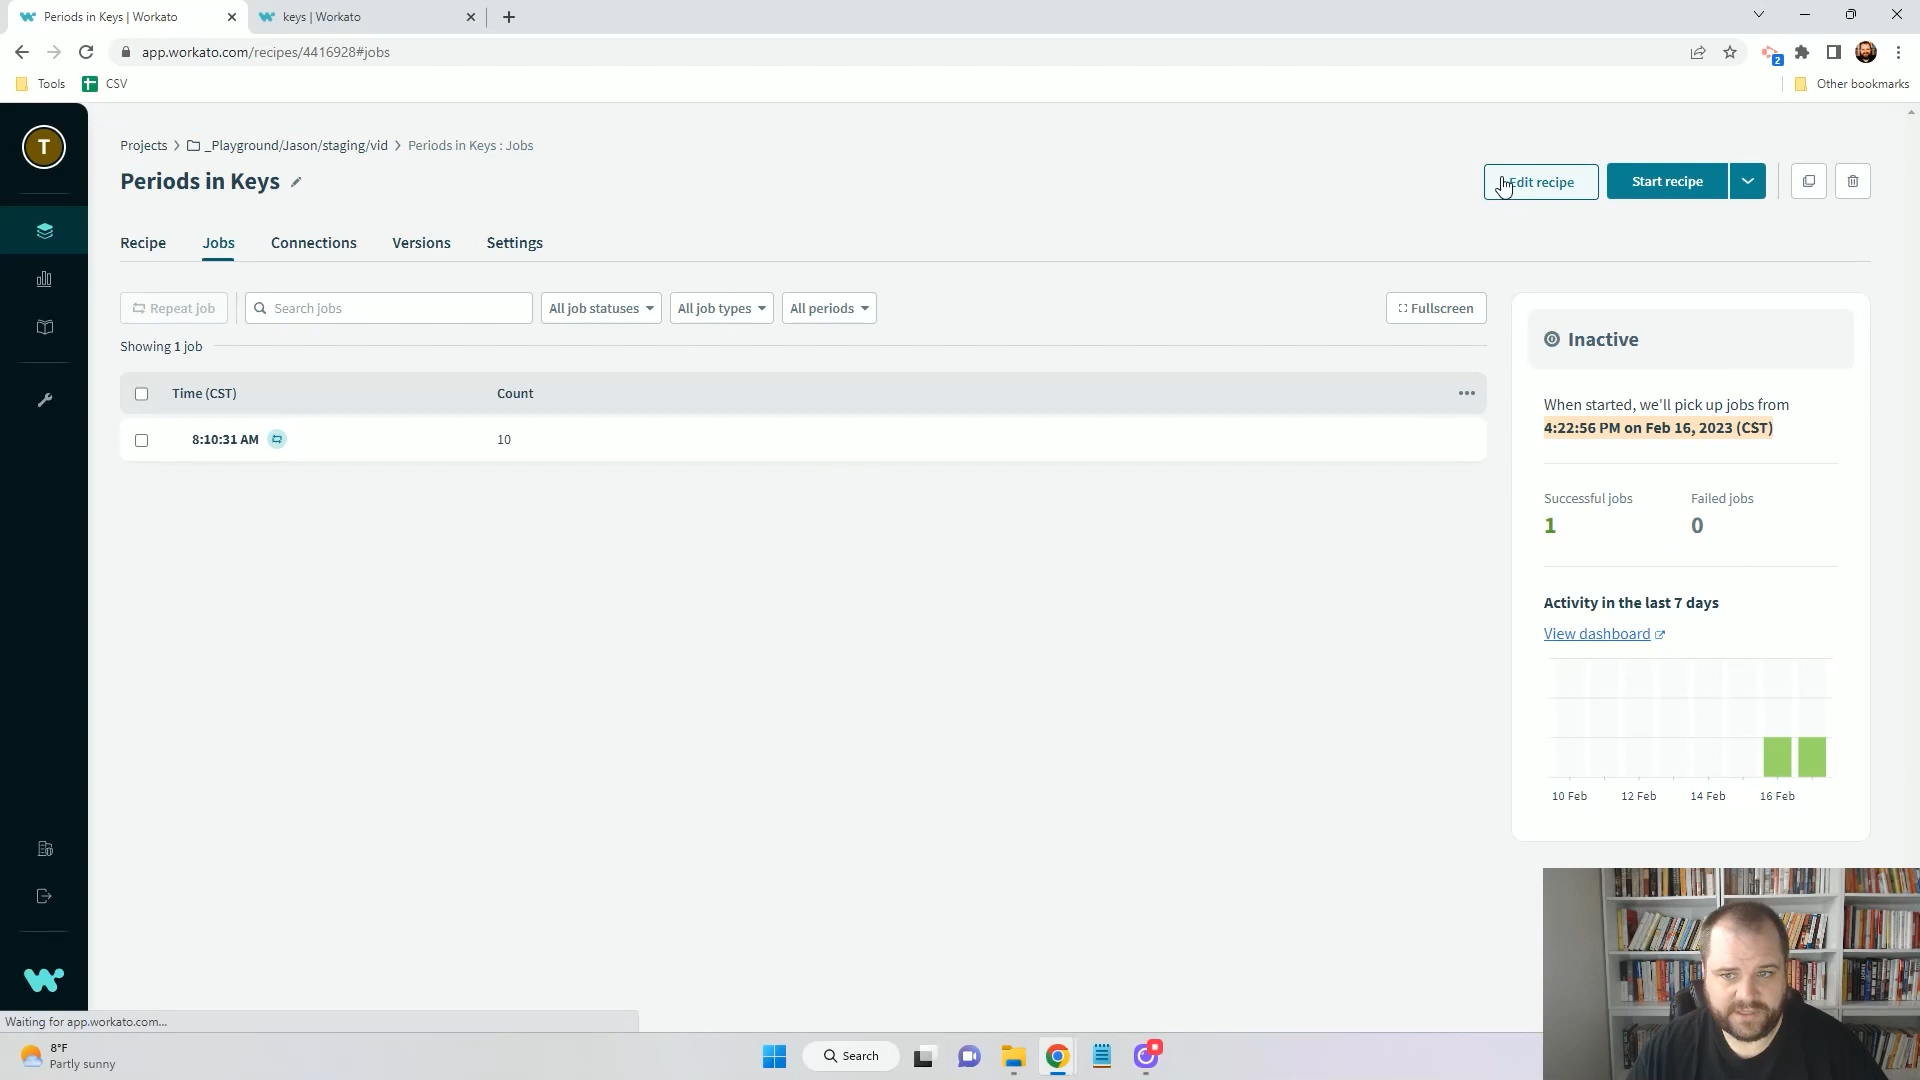 Periods in Keys | Workato
keys | Workato
app.workato.com/recipes/4416928#jobs
2
Tools
CSV
Other bookmarks
T
Projects
_Playground/Jason/staging/vid
Periods in Keys : Jobs
Periods in Keys
Edit recipe
Start recipe
Recipe
Jobs
Connections
Versions
Settings
Repeat job
Search jobs
All job statuses
All job types
All periods
Fullscreen
Showing 1 job
Time (CST)
Count
8:10:31 AM
10
Inactive
When started, we'll pick up jobs from
4:22:56 PM on Feb 16, 2023 (CST)
Successful jobs
Failed jobs
1
0
Activity in the last 7 days
View dashboard
10 Feb
12 Feb
14 Feb
16 Feb
Waiting for app.workato.com...
8°F
Partly sunny
Search